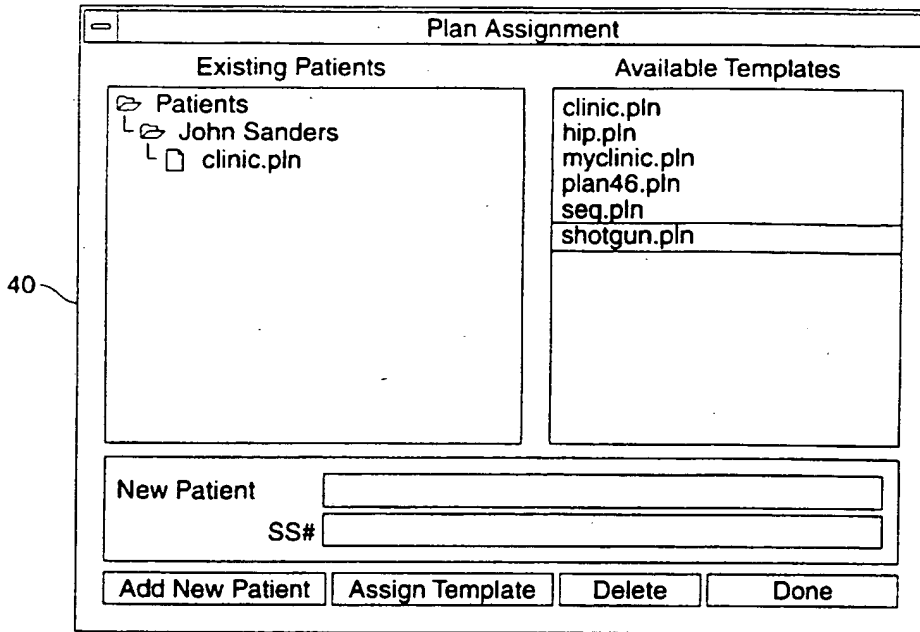 Plan Assignment
Existing Patients
Patients
John Sanders
clinic.pln
Available Templates
clinic.pln
hip.pln
myclinic.pln
plan46.pln
seq.pln
shotgun.pln
40
New Patient
SS#
Add New Patient
Assign Template
Delete
Done